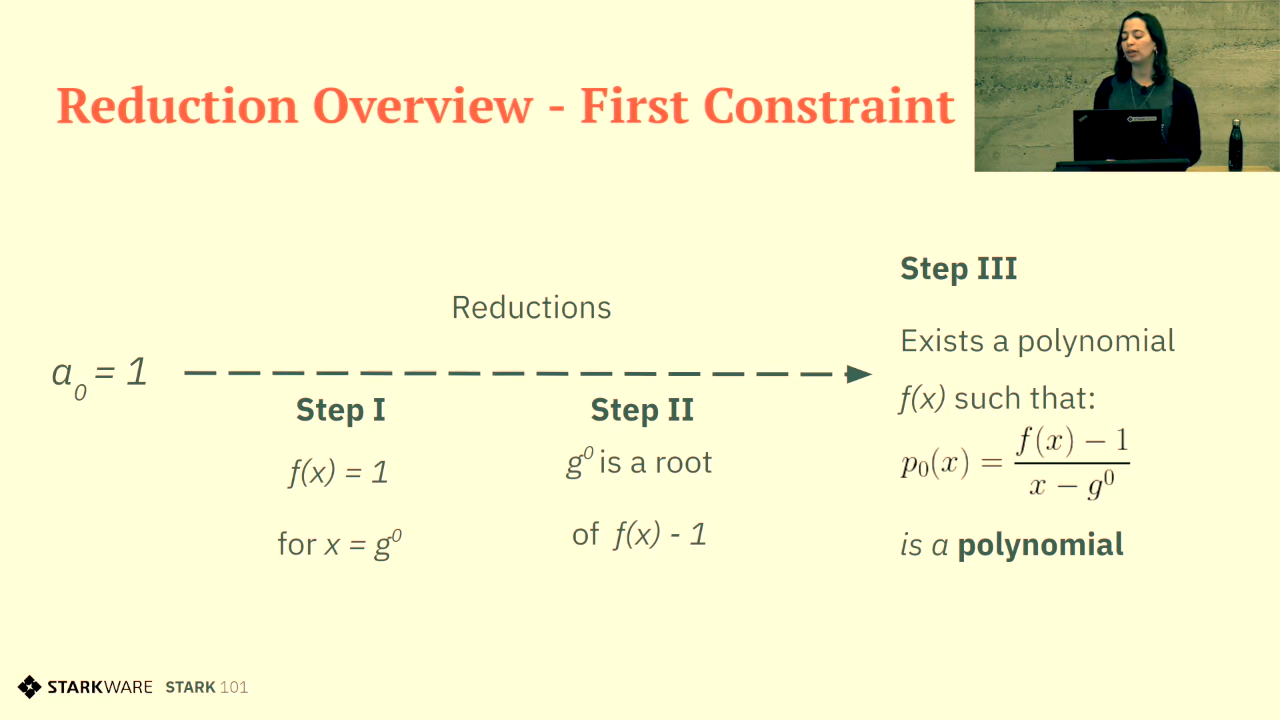 Reduction Overview - First Constraint
Step III
Reductions
Exists a polynomial
a₀ = 1
f(x) such that:
Step I
Step II
f(x) = 1
g⁰ is a root
p₀(x) = (f(x) − 1) / (x − g⁰)
for x = g⁰
of f(x) - 1
is a polynomial
STARKWARE STARK 101